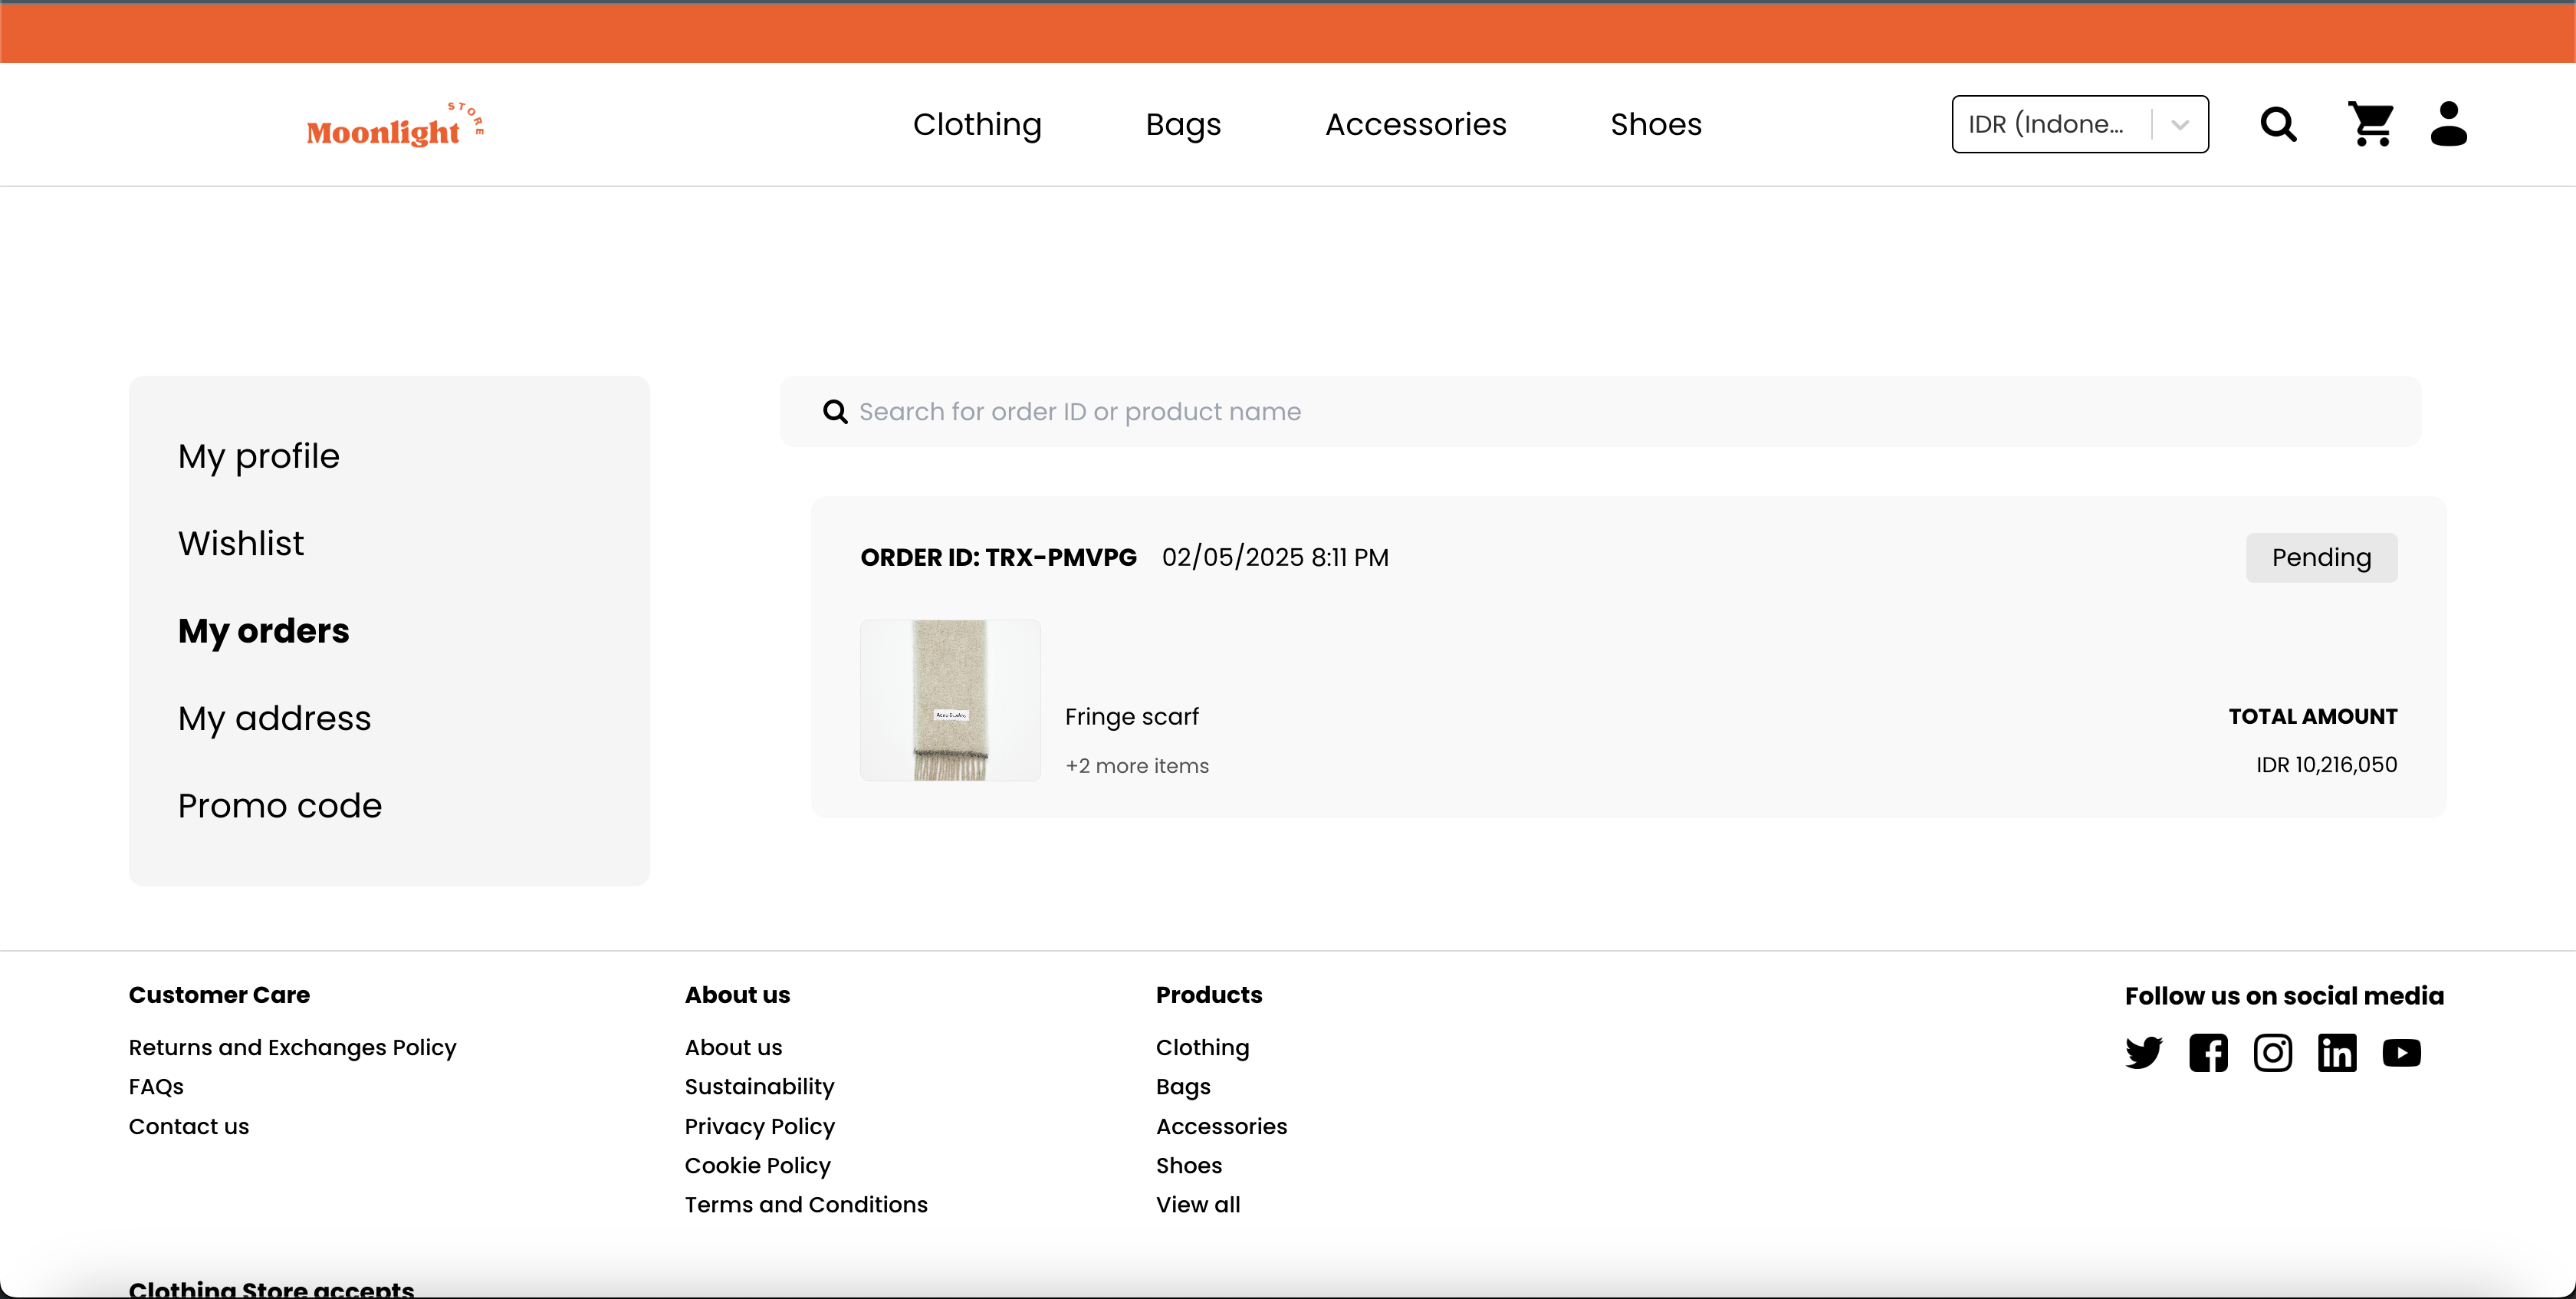 STORE
Moonlight
Clothing Bags Accessories Shoes
IDR (Indone...
My profile
Wishlist
My orders
My address
Promo code
Search for order ID or product name
ORDER ID: TRX-PMVPG 02/05/2025 8:11 PM
Pending
Fringe scarf
+2 more items
TOTAL AMOUNT
IDR 10,216,050
Customer Care
Returns and Exchanges Policy
FAQs
Contact us
About us
About us
Sustainability
Privacy Policy
Cookie Policy
Terms and Conditions
Products
Clothing
Bags
Accessories
Shoes
View all
Follow us on social media
Clothing Store accepts